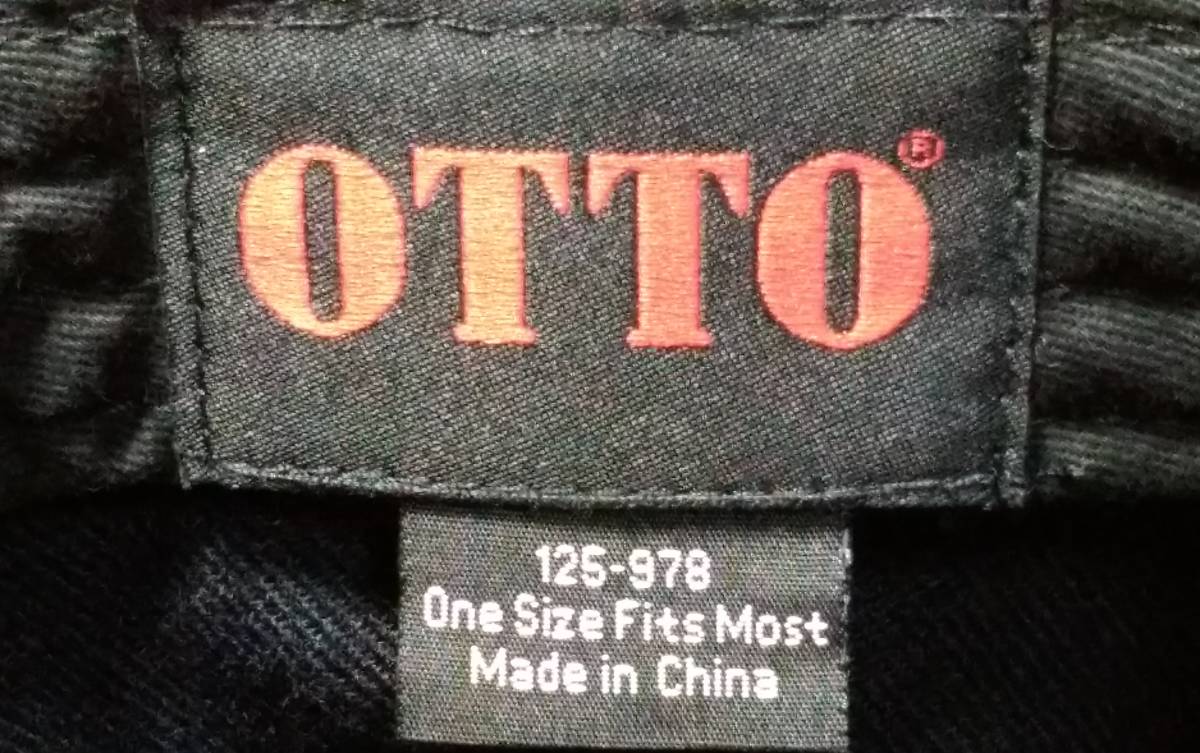 OTTO®
125-978
One Size Fits Most
Made in China